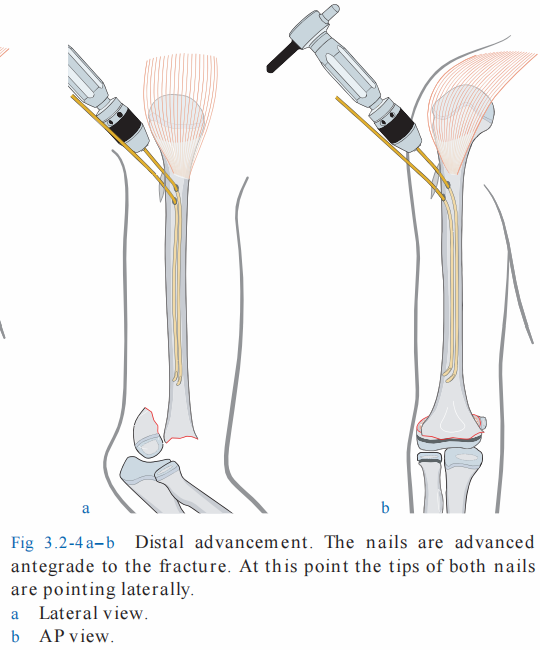 a
b
Fig 3.2-4a–b Distal advancement. The nails are advanced
antegrade to the fracture. At this point the tips of both nails
are pointing laterally.
a Lateral view.
b AP view.